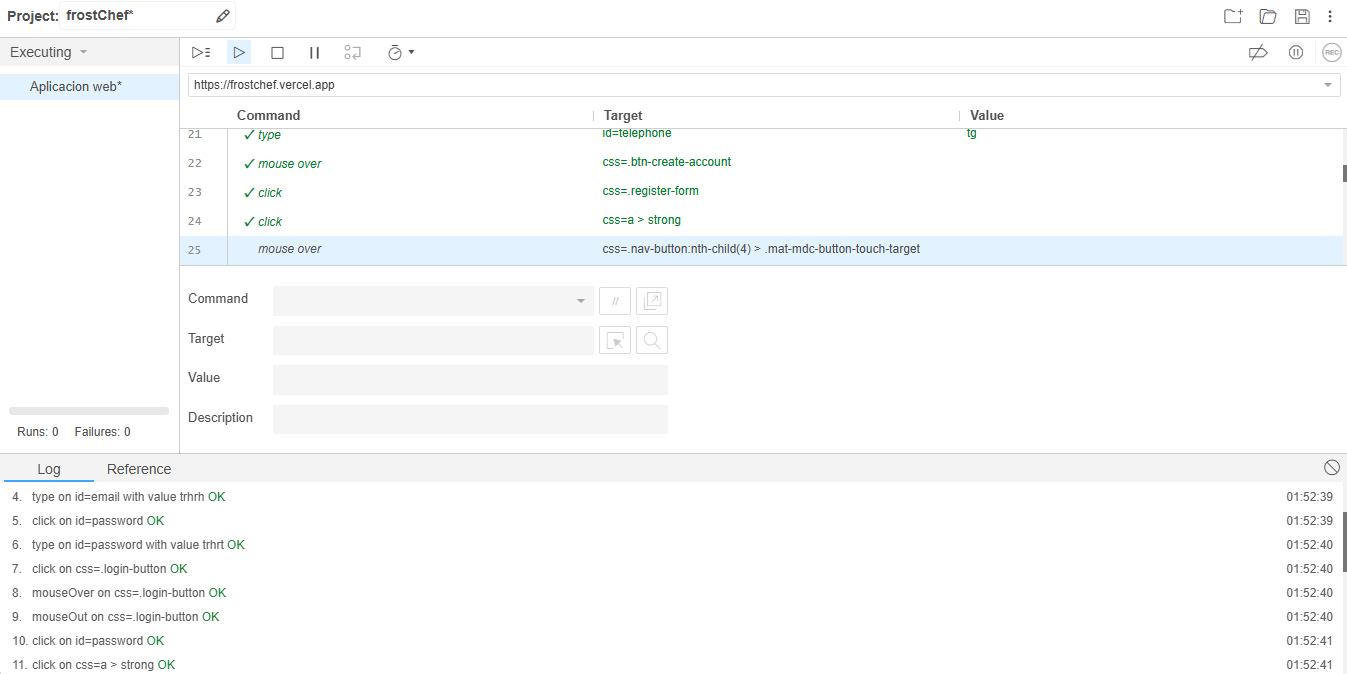 Project: frostChef*
Executing
REC
Aplicacion web*
https://frostchef.vercel.app
Command Target Value
21 ✓ type id=telephone tg
22 ✓ mouse over css=.btn-create-account
23 ✓ click css=.register-form
24 ✓ click css=a > strong
25 mouse over css=.nav-button:nth-child(4) > .mat-mdc-button-touch-target
Command //
Target
Value
Description
Runs: 0 Failures: 0
Log Reference
4. type on id=email with value trhrh OK 01:52:39
5. click on id=password OK 01:52:39
6. type on id=password with value trhrt OK 01:52:40
7. click on css=.login-button OK 01:52:40
8. mouseOver on css=.login-button OK 01:52:40
9. mouseOut on css=.login-button OK 01:52:40
10. click on id=password OK 01:52:41
11. click on css=a > strong OK 01:52:41